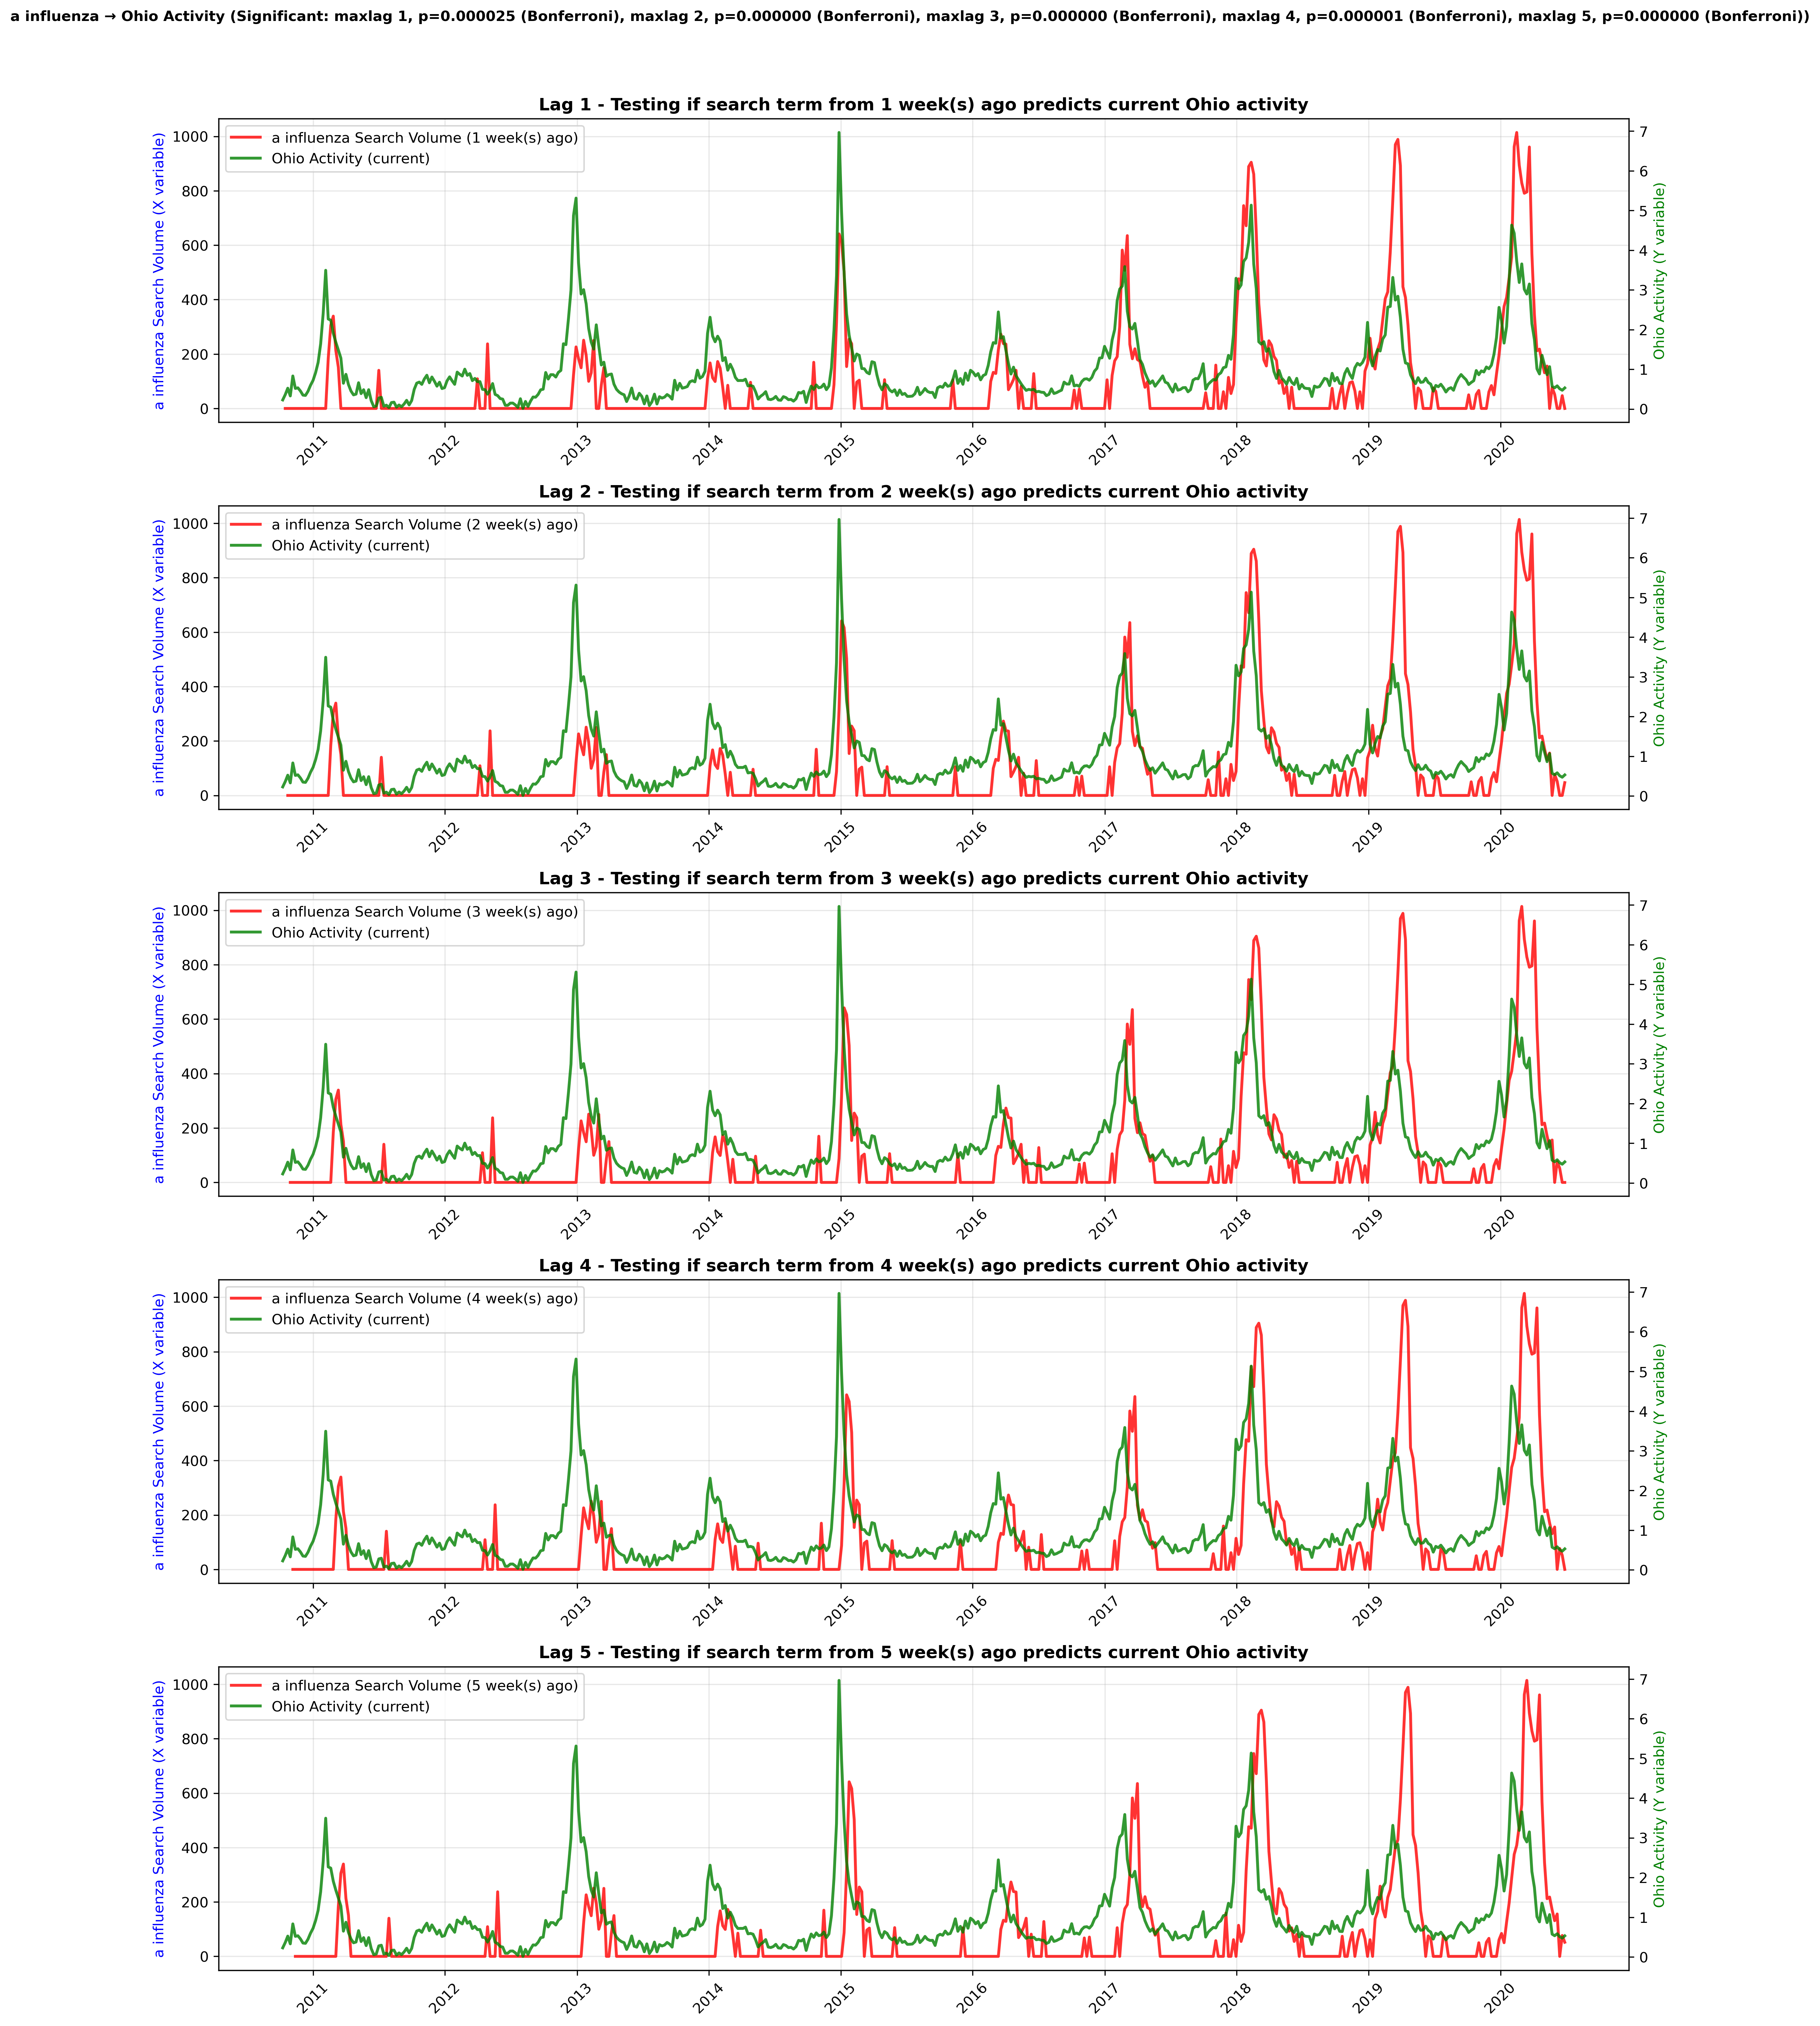 a influenza → Ohio Activity (Significant: maxlag 1, p=0.000025 (Bonferroni), maxlag 2, p=0.000000 (Bonferroni), maxlag 3, p=0.000000 (Bonferroni), maxlag 4, p=0.000001 (Bonferroni), maxlag 5, p=0.000000 (Bonferroni))
Lag 1 - Testing if search term from 1 week(s) ago predicts current Ohio activity
a influenza Search Volume (X variable)
1000
800
600
400
200
0
a influenza Search Volume (1 week(s) ago)
Ohio Activity (current)
7
6
5
4
3
2
1
0
Ohio Activity (Y variable)
2011 2012 2013 2014 2015 2016 2017 2018 2019 2020
Lag 2 - Testing if search term from 2 week(s) ago predicts current Ohio activity
a influenza Search Volume (X variable)
1000
800
600
400
200
0
a influenza Search Volume (2 week(s) ago)
Ohio Activity (current)
7
6
5
4
3
2
1
0
Ohio Activity (Y variable)
2011 2012 2013 2014 2015 2016 2017 2018 2019 2020
Lag 3 - Testing if search term from 3 week(s) ago predicts current Ohio activity
a influenza Search Volume (X variable)
1000
800
600
400
200
0
a influenza Search Volume (3 week(s) ago)
Ohio Activity (current)
7
6
5
4
3
2
1
0
Ohio Activity (Y variable)
2011 2012 2013 2014 2015 2016 2017 2018 2019 2020
Lag 4 - Testing if search term from 4 week(s) ago predicts current Ohio activity
a influenza Search Volume (X variable)
1000
800
600
400
200
0
a influenza Search Volume (4 week(s) ago)
Ohio Activity (current)
7
6
5
4
3
2
1
0
Ohio Activity (Y variable)
2011 2012 2013 2014 2015 2016 2017 2018 2019 2020
Lag 5 - Testing if search term from 5 week(s) ago predicts current Ohio activity
a influenza Search Volume (X variable)
1000
800
600
400
200
0
a influenza Search Volume (5 week(s) ago)
Ohio Activity (current)
7
6
5
4
3
2
1
0
Ohio Activity (Y variable)
2011 2012 2013 2014 2015 2016 2017 2018 2019 2020